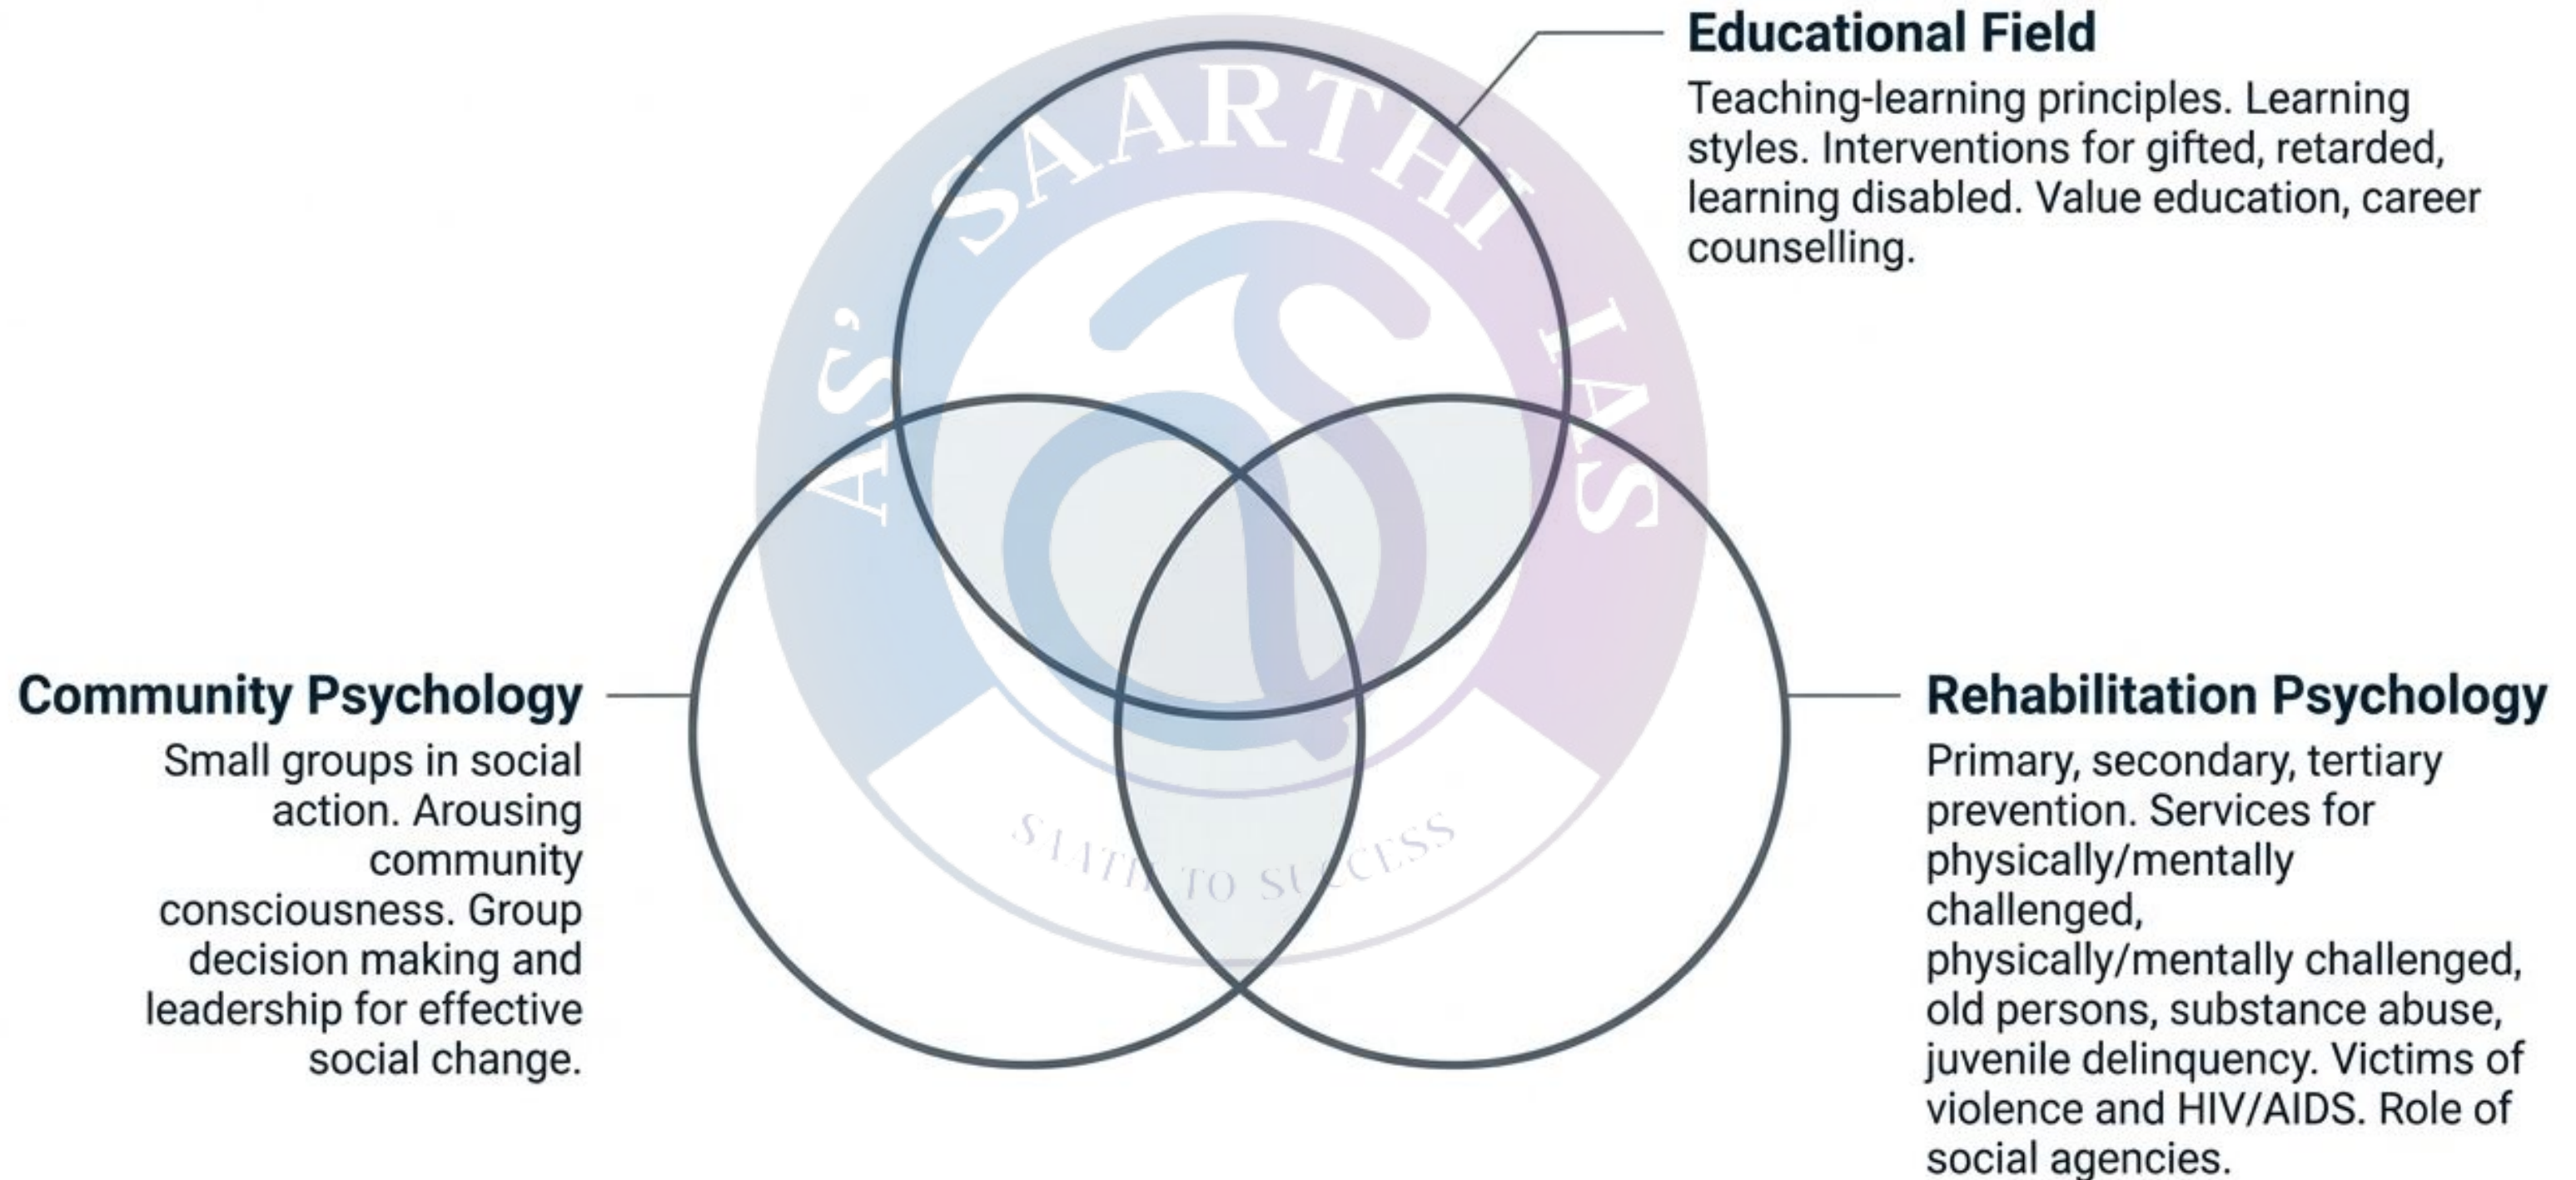 Educational Field
Teaching-learning principles. Learning
styles. Interventions for gifted, retarded,
learning disabled. Value education, career
counselling.
AS' SAARTHI IAS
SAATH TO SUCCESS
Community Psychology
Small groups in social
action. Arousing
community
consciousness. Group
decision making and
leadership for effective
social change.
Rehabilitation Psychology
Primary, secondary, tertiary
prevention. Services for
physically/mentally
challenged,
physically/mentally challenged,
old persons, substance abuse,
juvenile delinquency. Victims of
violence and HIV/AIDS. Role of
social agencies.